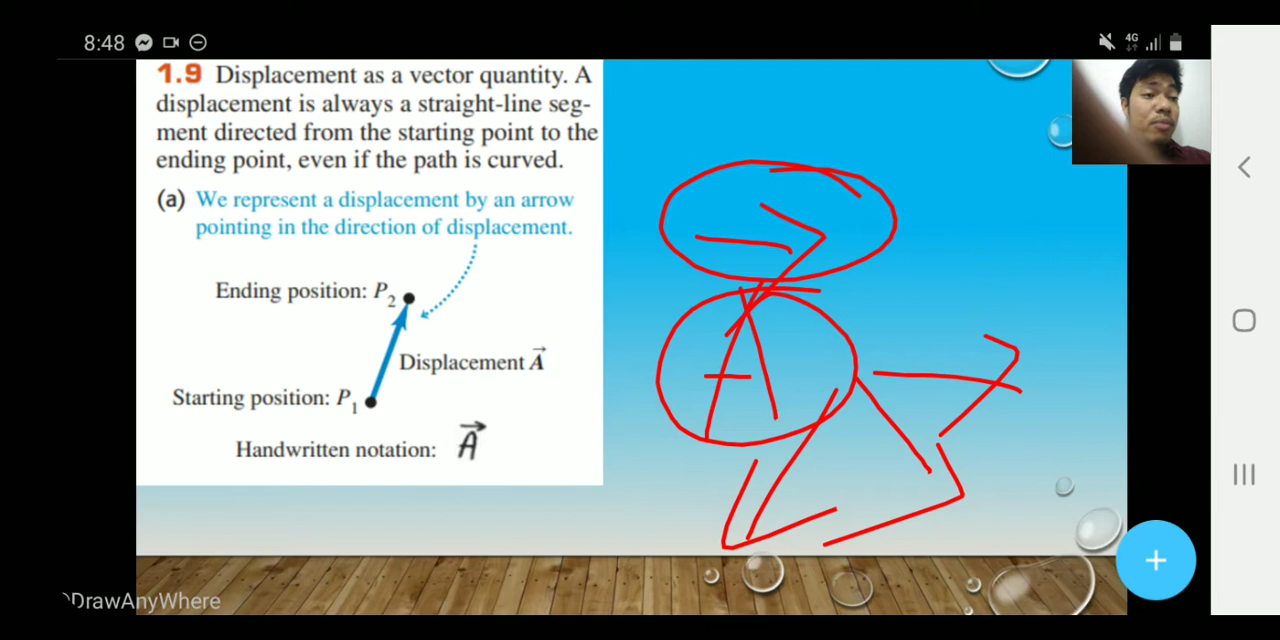 8:48
4G
1.9 Displacement as a vector quantity. A
displacement is always a straight-line seg-
ment directed from the starting point to the
ending point, even if the path is curved.
(a) We represent a displacement by an arrow
pointing in the direction of displacement.
Ending position: P₂
Displacement A⃗
Starting position: P₁
Handwritten notation: A⃗
A
DrawAnyWhere